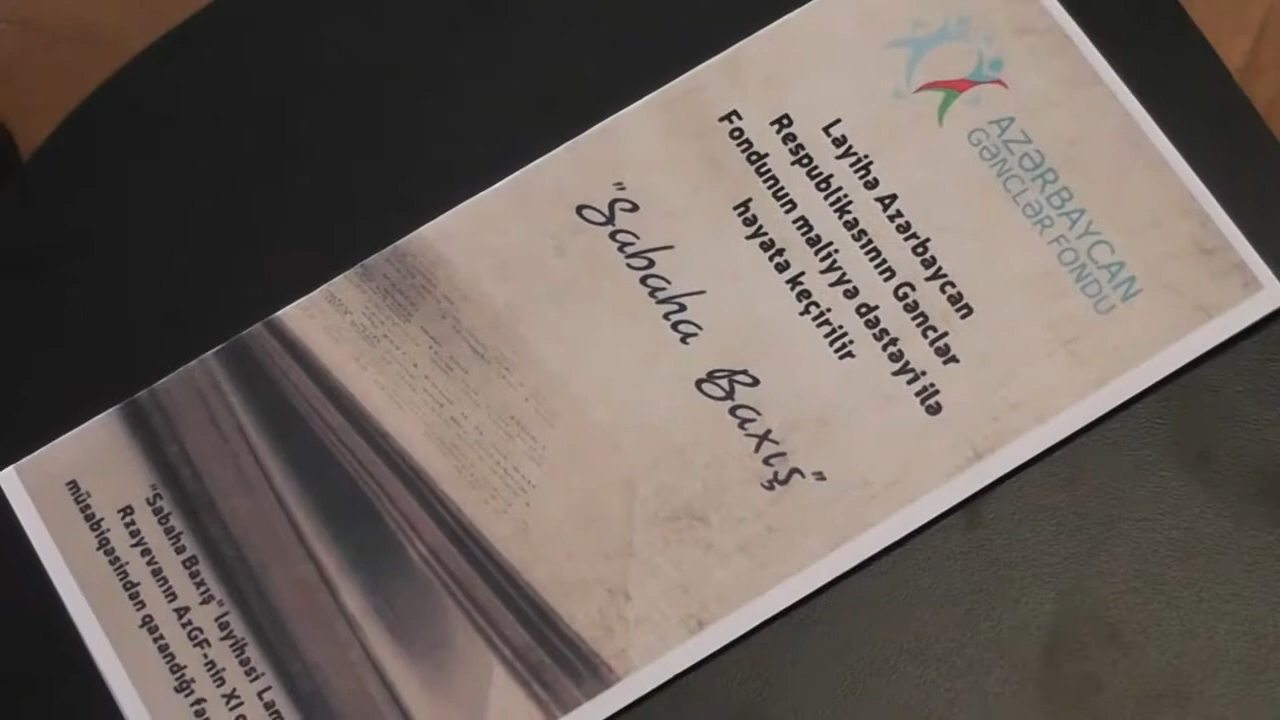 AZƏRBAYCAN
GƏNCLƏR FONDU
Layihə Azərbaycan
Respublikasının Gənclər
Fondunun maliyyə dəstəyi ilə
həyata keçirilir
"Sabaha Baxış"
"Sabaha Baxış" layihəsi
Rzayevanın AzGF-nin XI
müsabiqəsindən qazandığı